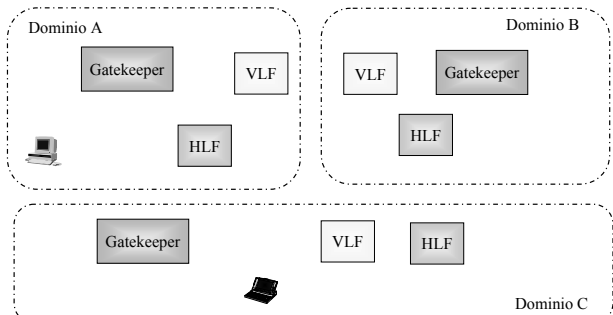 Dominio A
Gatekeeper
VLF
HLF
Dominio B
VLF
Gatekeeper
HLF
Gatekeeper
VLF
HLF
Dominio C